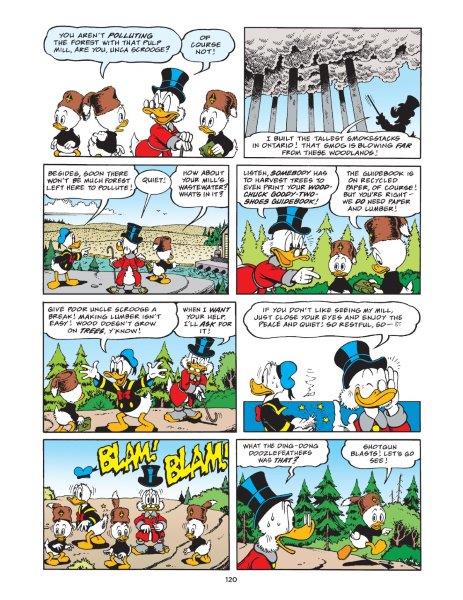 YOU AREN'T POLLUTING
THE FOREST WITH THAT PULP
MILL, ARE YOU, UNCA SCROOGE?
OF
COURSE
NOT!
I BUILT THE TALLEST SMOKESTACKS
IN ONTARIO! THAT SMOG IS BLOWING FAR
FROM THESE WOODLANDS!
BESIDES, SOON THERE
WON'T BE MUCH FOREST
LEFT HERE TO POLLUTE!
QUIET!
HOW ABOUT
YOUR MILL'S
WASTEWATER?
WHAT'S IN IT?
LISTEN, SOMEBODY HAS
TO HARVEST TREES TO
EVEN PRINT YOUR WOOD-
CHUCK GOODY-TWO-
SHOES GUIDEBOOK!
THE GUIDEBOOK IS
ON RECYCLED
PAPER, OF COURSE!
BUT YOU'RE RIGHT—
WE DO NEED PAPER
AND LUMBER!
GIVE POOR UNCLE SCROOGE
A BREAK! MAKING LUMBER ISN'T
EASY! WOOD DOESN'T GROW
ON TREES, Y'KNOW!
WHEN I WANT
YOUR HELP,
I'LL ASK FOR
IT!
IF YOU DON'T LIKE SEEING MY MILL,
JUST CLOSE YOUR EYES AND ENJOY THE
PEACE AND QUIET! SO RESTFUL, SO—
BLAM!
BLAM!
WHAT THE DING-DONG
DOOZLEFEATHERS
WAS THAT?
SHOTGUN
BLASTS! LET'S GO
SEE!
120